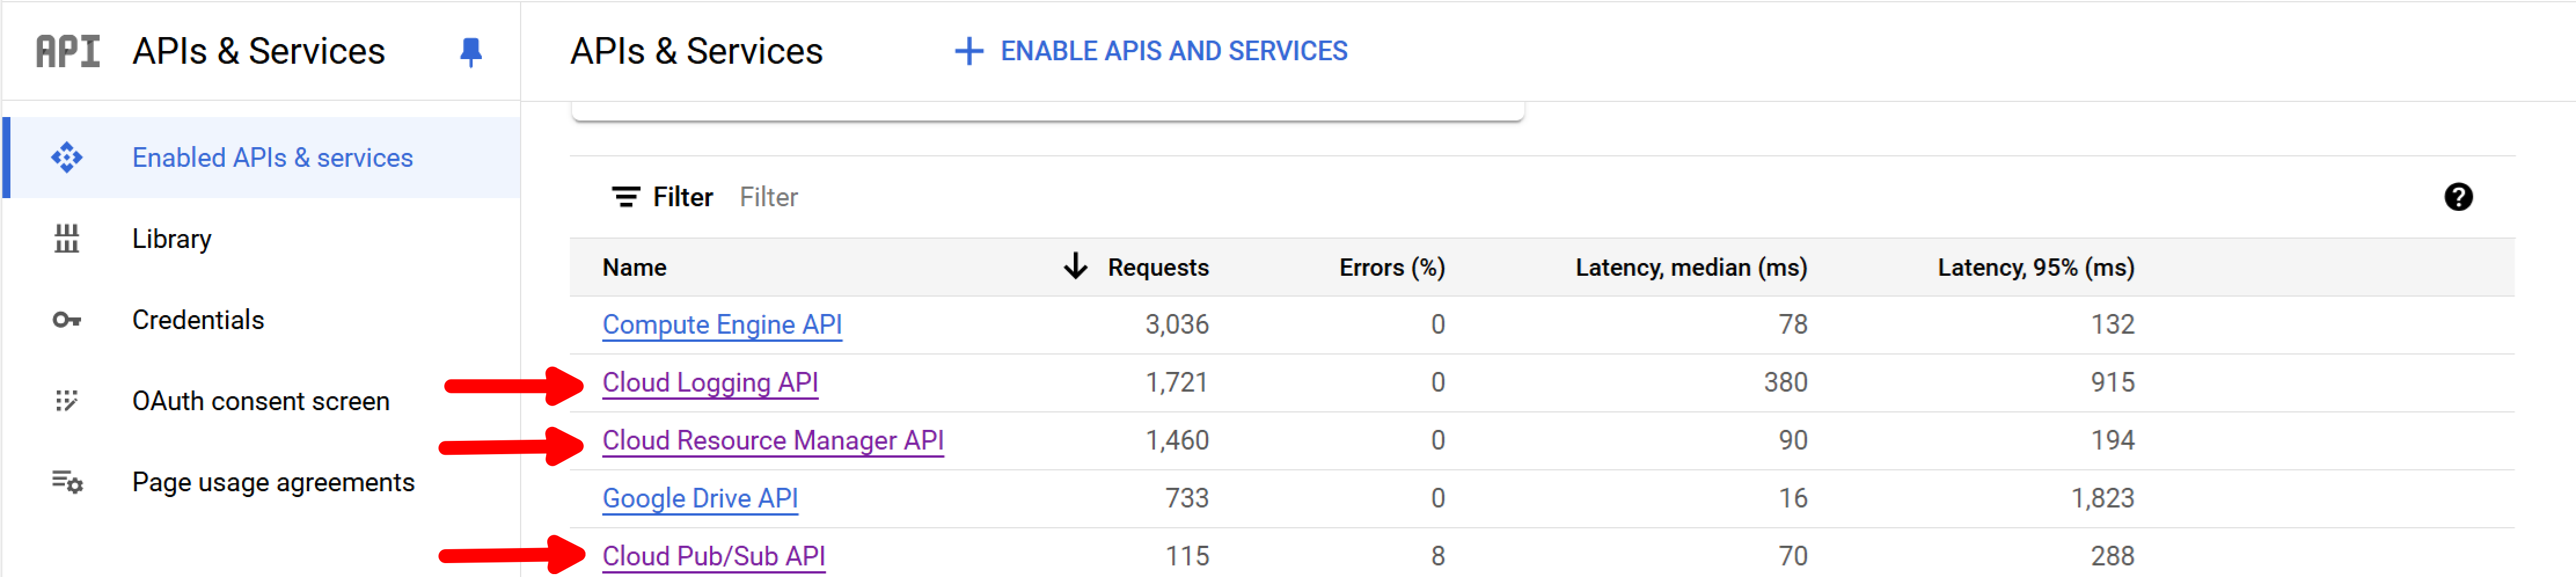 API APIs & Services
Enabled APIs & services
Library
Credentials
OAuth consent screen
Page usage agreements
APIs & Services ENABLE APIS AND SERVICES
Filter Filter
Name Requests Errors (%) Latency, median (ms) Latency, 95% (ms)
Compute Engine API 3,036 0 78 132
Cloud Logging API 1,721 0 380 915
Cloud Resource Manager API 1,460 0 90 194
Google Drive API 733 0 16 1,823
Cloud Pub/Sub API 115 8 70 288